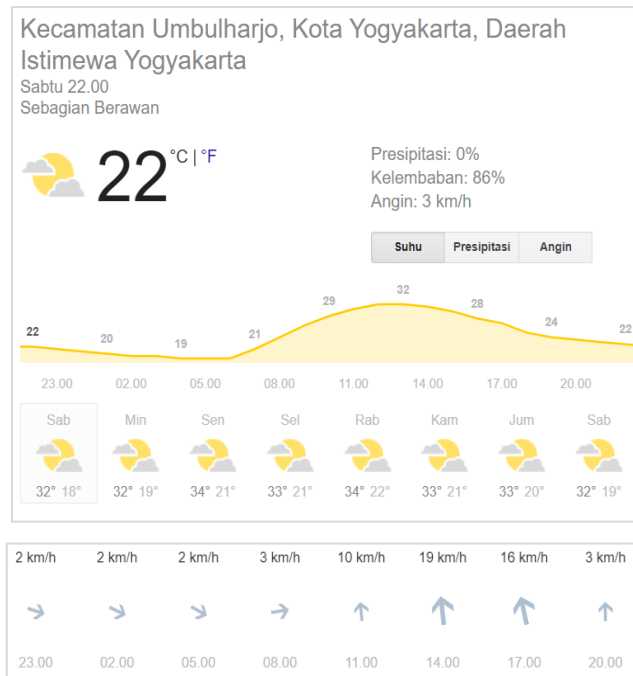 Kecamatan Umbulharjo, Kota Yogyakarta, Daerah
Istimewa Yogyakarta
Sabtu 22.00
Sebagian Berawan
22 °C | °F
Presipitasi: 0%
Kelembaban: 86%
Angin: 3 km/h
Suhu Presipitasi Angin
22 20 19 21 29 32 28 24 22
23.00 02.00 05.00 08.00 11.00 14.00 17.00 20.00
Sab Min Sen Sel Rab Kam Jum Sab
32° 18° 32° 19° 34° 21° 33° 21° 34° 22° 33° 21° 33° 20° 32° 19°
2 km/h 2 km/h 2 km/h 3 km/h 10 km/h 19 km/h 16 km/h 3 km/h
23.00 02.00 05.00 08.00 11.00 14.00 17.00 20.00